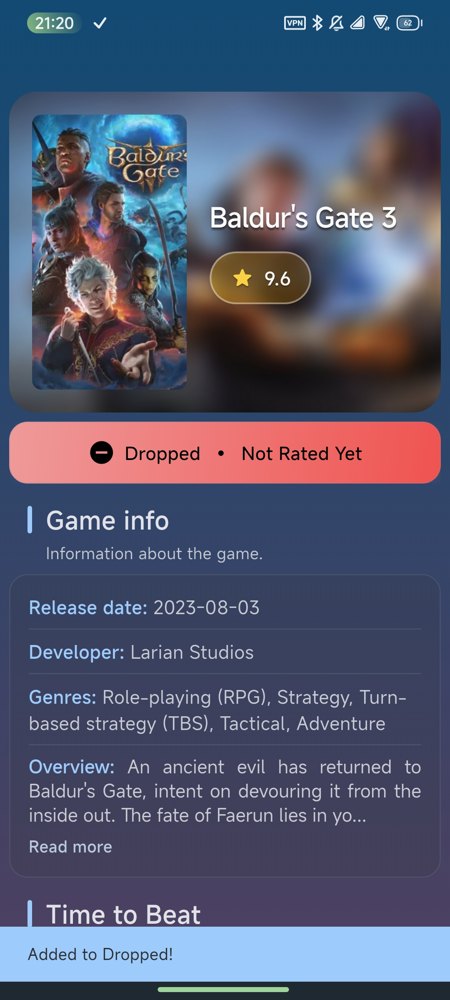 21:20
VPN
62
Baldur's
Gate
Baldur's Gate 3
9.6
Dropped • Not Rated Yet
Game info
Information about the game.
Release date: 2023-08-03
Developer: Larian Studios
Genres: Role-playing (RPG), Strategy, Turn-
based strategy (TBS), Tactical, Adventure
Overview: An ancient evil has returned to
Baldur's Gate, intent on devouring it from the
inside out. The fate of Faerun lies in yo...
Read more
Time to Beat
Added to Dropped!